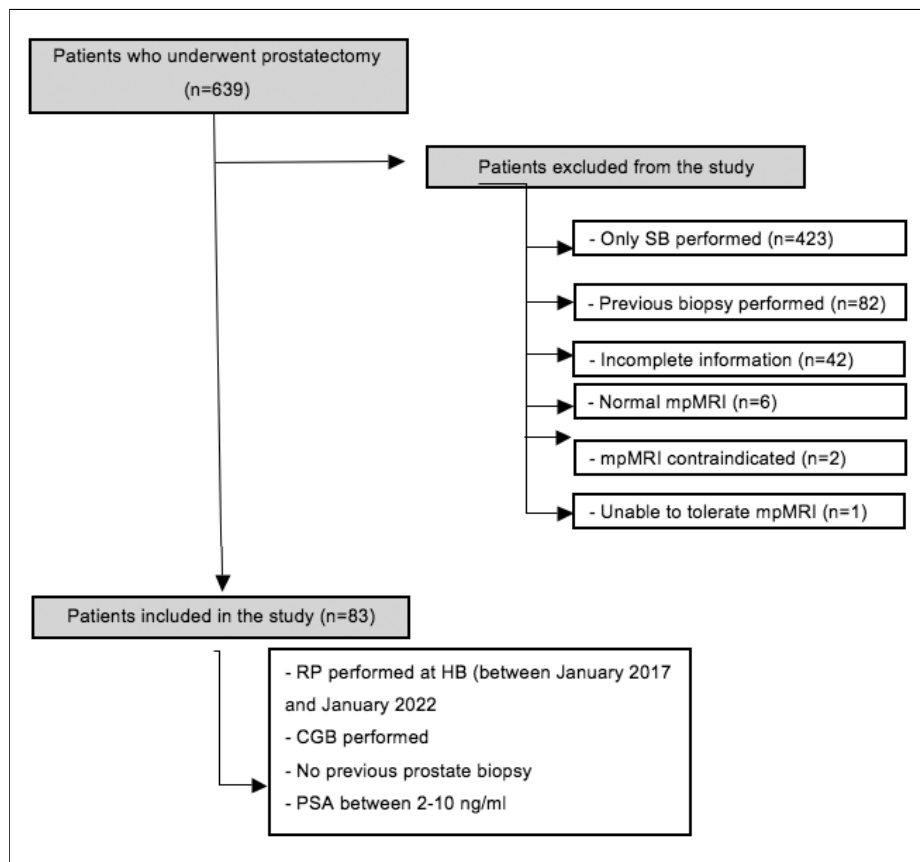 Patients who underwent prostatectomy
(n=639)
Patients excluded from the study
- Only SB performed (n=423)
- Previous biopsy performed (n=82)
- Incomplete information (n=42)
- Normal mpMRI (n=6)
- mpMRI contraindicated (n=2)
- Unable to tolerate mpMRI (n=1)
Patients included in the study (n=83)
- RP performed at HB (between January 2017
and January 2022
- CGB performed
- No previous prostate biopsy
- PSA between 2-10 ng/ml